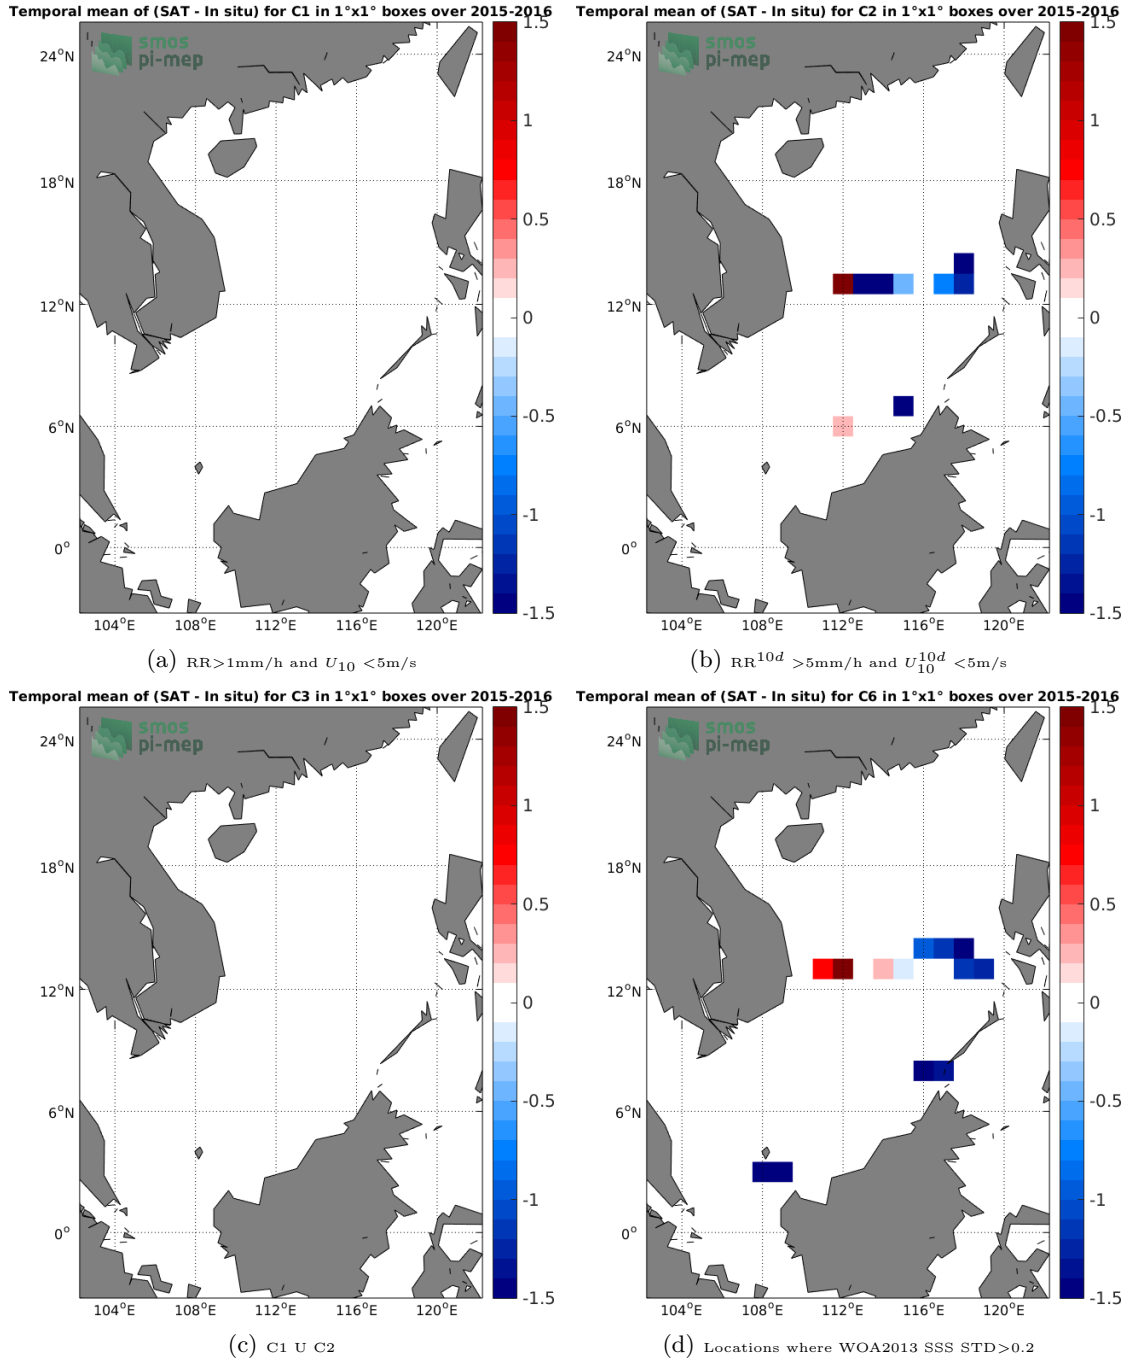 Temporal mean of (SAT - In situ) for C1 in 1°x1° boxes over 2015-2016
smos
pi-mep
24°N
18°N
12°N
6°N
0°
104°E 108°E 112°E 116°E 120°E
1.5
1
0.5
0
-0.5
-1
-1.5
(a) RR>1mm/h and U10 <5m/s
Temporal mean of (SAT - In situ) for C2 in 1°x1° boxes over 2015-2016
smos
pi-mep
24°N
18°N
12°N
6°N
0°
104°E 108°E 112°E 116°E 120°E
1.5
1
0.5
0
-0.5
-1
-1.5
(b) RR10d >5mm/h and U10d10 <5m/s
Temporal mean of (SAT - In situ) for C3 in 1°x1° boxes over 2015-2016
smos
pi-mep
24°N
18°N
12°N
6°N
0°
104°E 108°E 112°E 116°E 120°E
1.5
1
0.5
0
-0.5
-1
-1.5
(c) C1 U C2
Temporal mean of (SAT - In situ) for C6 in 1°x1° boxes over 2015-2016
smos
pi-mep
24°N
18°N
12°N
6°N
0°
104°E 108°E 112°E 116°E 120°E
1.5
1
0.5
0
-0.5
-1
-1.5
(d) Locations where WOA2013 SSS STD>0.2